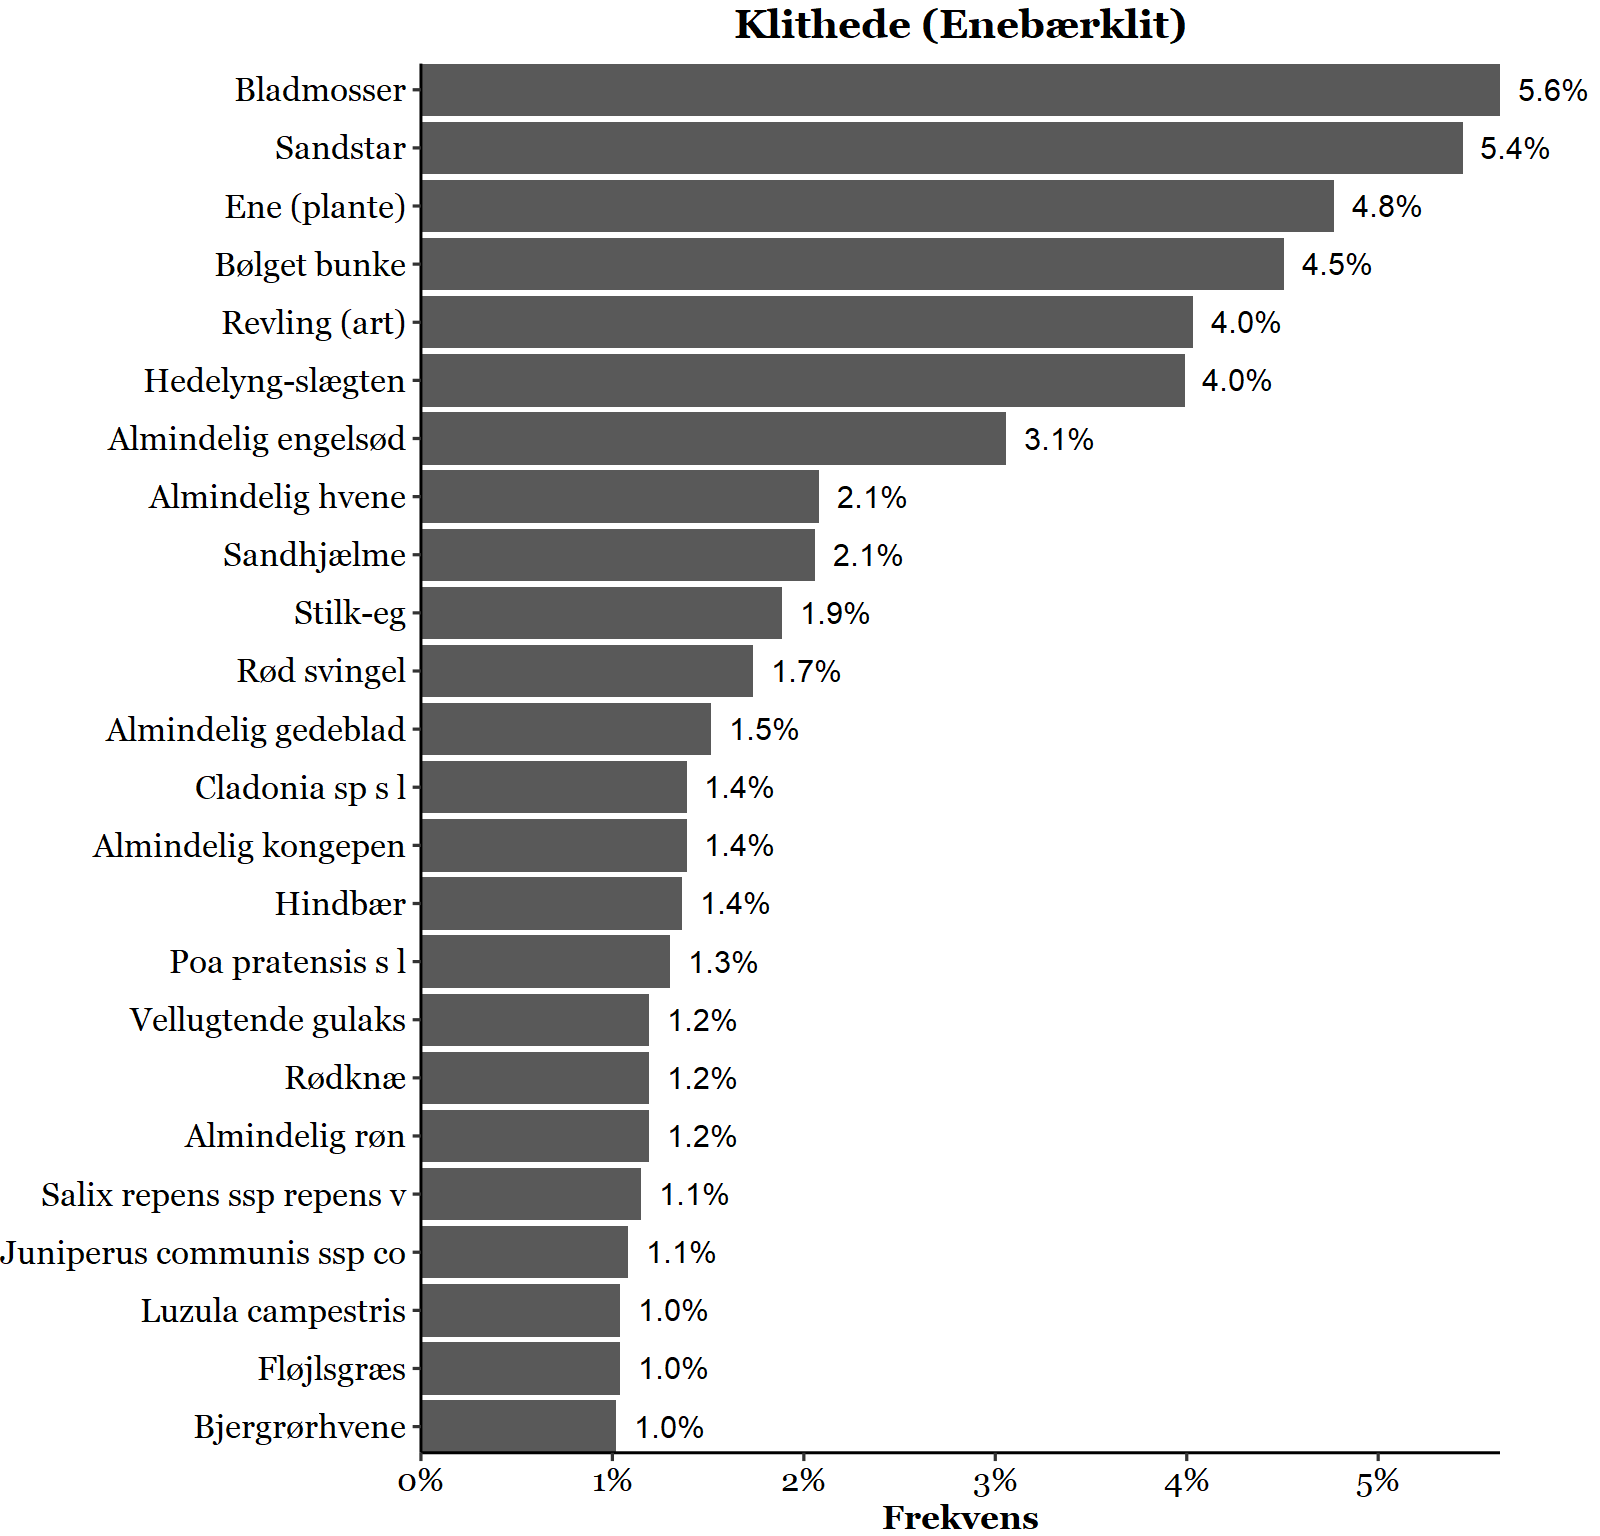 Klithede (Enebærklit)
Bladmosser 5.6%
Sandstar 5.4%
Ene (plante) 4.8%
Bølget bunke 4.5%
Revling (art) 4.0%
Hedelyng-slægten 4.0%
Almindelig engelsød 3.1%
Almindelig hvene 2.1%
Sandhjælme 2.1%
Stilk-eg 1.9%
Rød svingel 1.7%
Almindelig gedeblad 1.5%
Cladonia sp s l 1.4%
Almindelig kongepen 1.4%
Hindbær 1.4%
Poa pratensis s l 1.3%
Vellugtende gulaks 1.2%
Rødknæ 1.2%
Almindelig røn 1.2%
Salix repens ssp repens v 1.1%
Juniperus communis ssp co 1.1%
Luzula campestris 1.0%
Fløjlsgræs 1.0%
Bjergrørhvene 1.0%
0% 1% 2% 3% 4% 5%
Frekvens